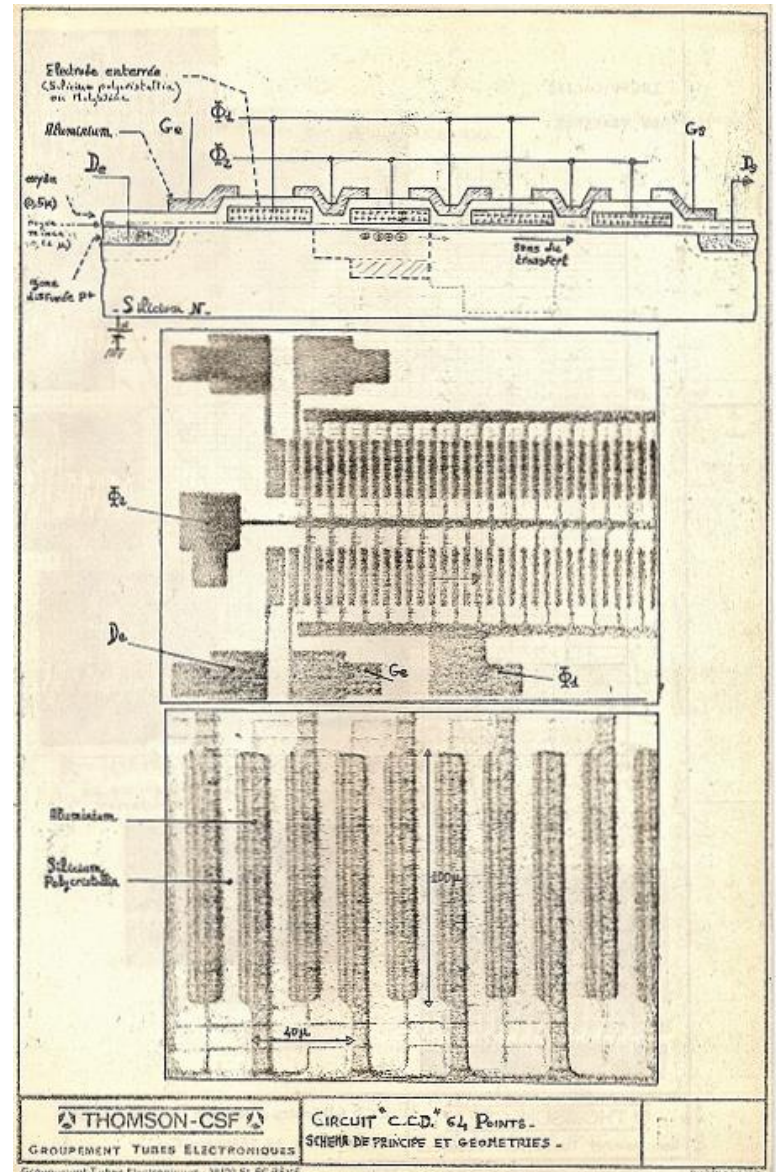 Electrode enterrée
(Silicium polycristallin)
ou Molybdène
Aluminium
Ge
Φ1
Φ2
Gs
De
Ds
oxyde
(0,5μ)
mince
P+
zone
diffusée P+
sens du
transfert
Silicium N
Φ2
De
Ge
Φ1
Aluminium
Silicium
Polycristallin
200μ
40μ
THOMSON-CSF
GROUPEMENT TUBES ELECTRONIQUES
CIRCUIT "C.C.D." 64 POINTS.
SCHEMA DE PRINCIPE ET GEOMETRIES.